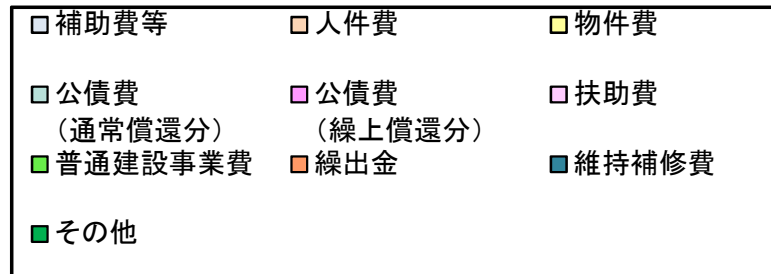 補助費等 人件費 物件費
公債費 公債費 扶助費
（通常償還分） （繰上償還分）
普通建設事業費 繰出金 維持補修費
その他